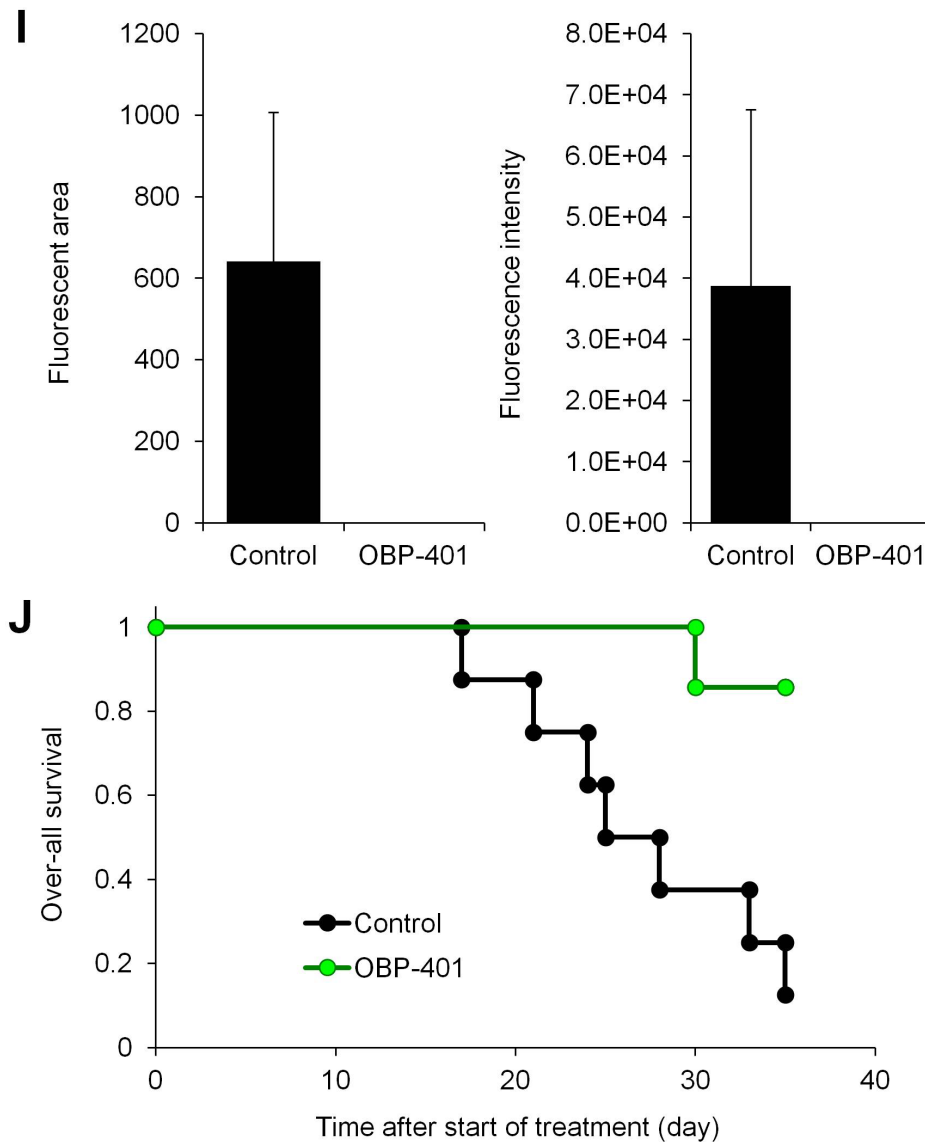 I
Fluorescent area
1200
1000
800
600
400
200
0
Control OBP-401
Fluorescence intensity
8.0E+04
7.0E+04
6.0E+04
5.0E+04
4.0E+04
3.0E+04
2.0E+04
1.0E+04
0.0E+00
Control OBP-401
J
Over-all survival
1
0.8
0.6
0.4
0.2
0
Control
OBP-401
0 10 20 30 40
Time after start of treatment (day)